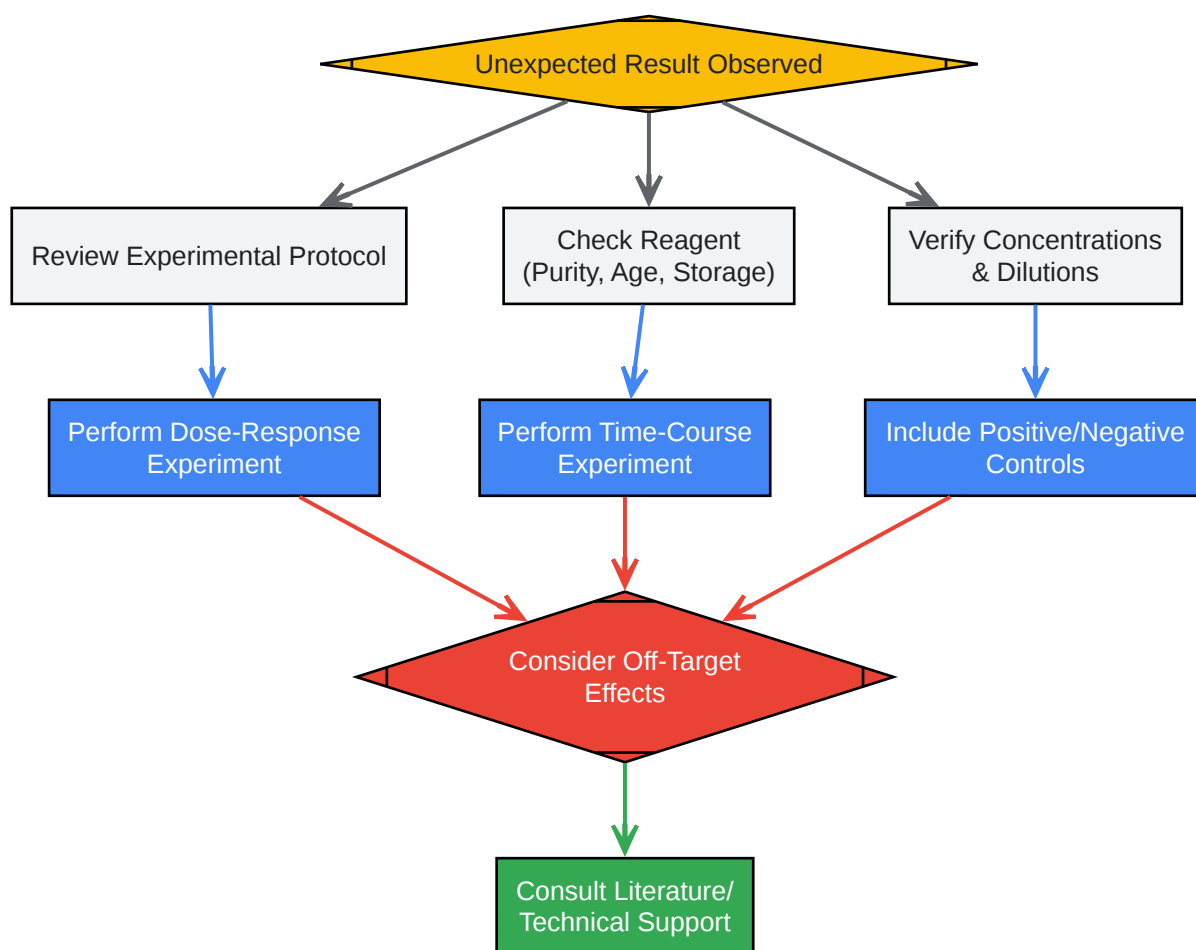 Unexpected Result Observed
Review Experimental Protocol
Check Reagent
(Purity, Age, Storage)
Verify Concentrations
& Dilutions
Perform Dose-Response
Experiment
Perform Time-Course
Experiment
Include Positive/Negative
Controls
Consider Off-Target
Effects
Consult Literature/
Technical Support